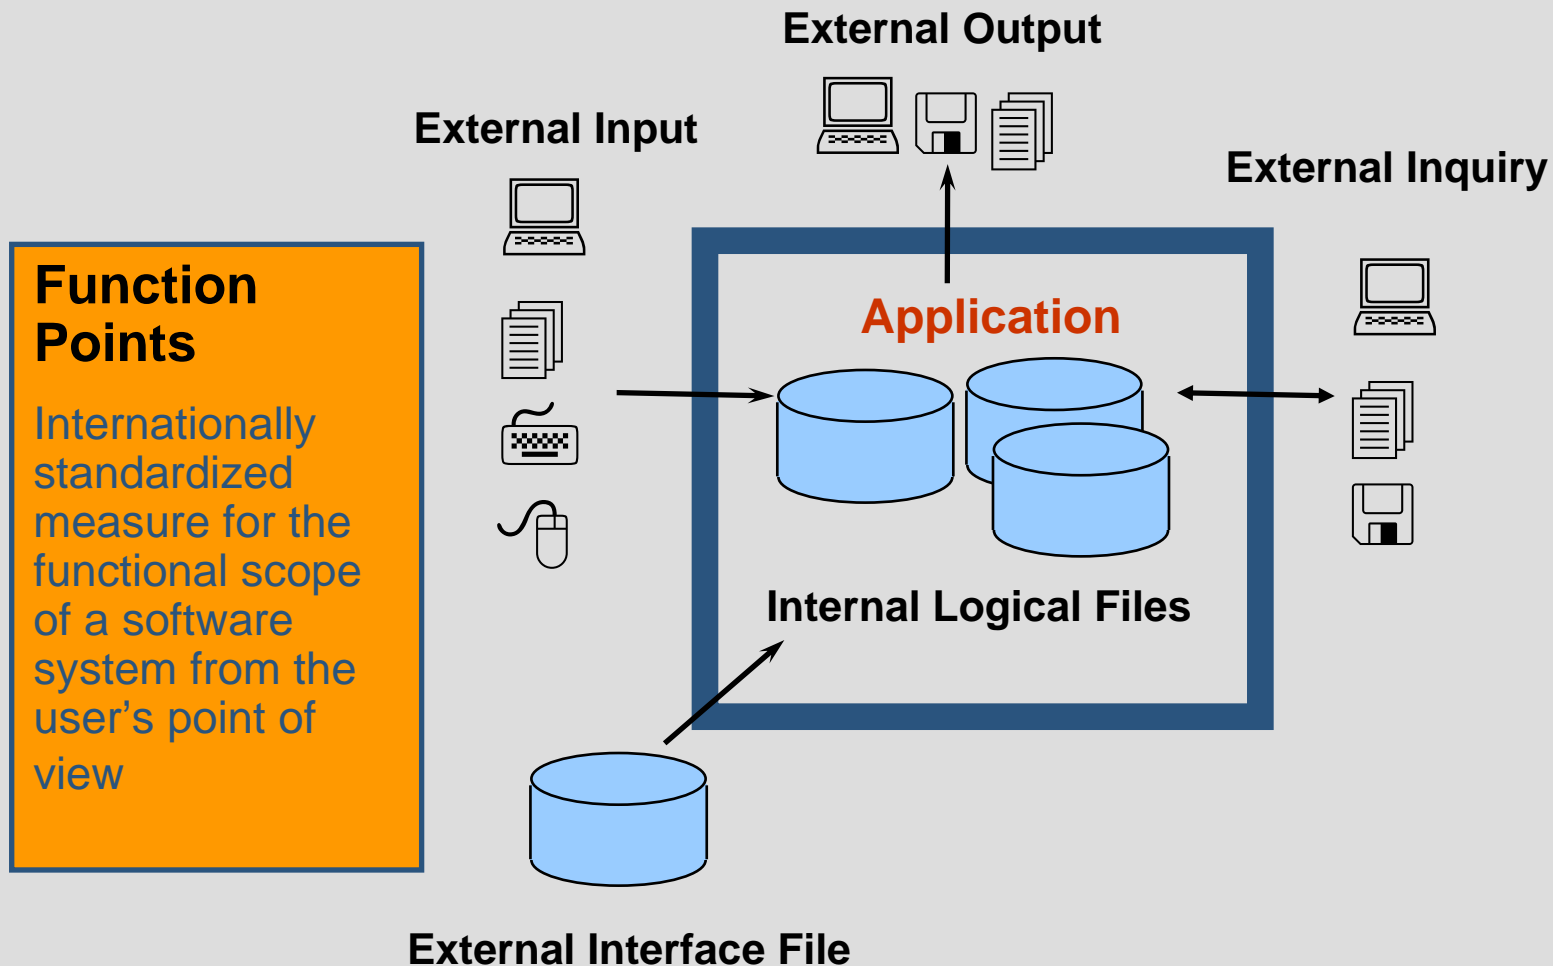 External Output
External Input
External Inquiry
Function
Points
Internationally
standardized
measure for the
functional scope
of a software
system from the
user’s point of
view
Application
Internal Logical Files
External Interface File